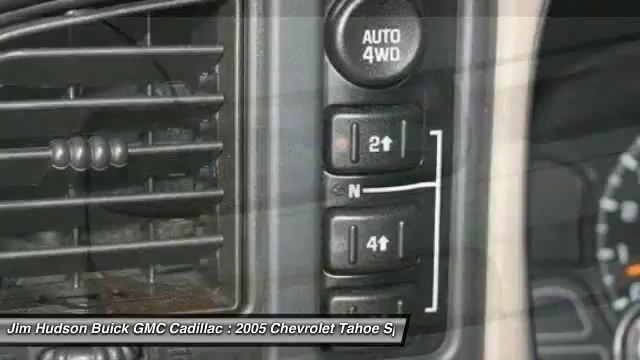 AUTO
4WD
2⬆
N
4⬆
Jim Hudson Buick GMC Cadillac : 2005 Chevrolet Tahoe S